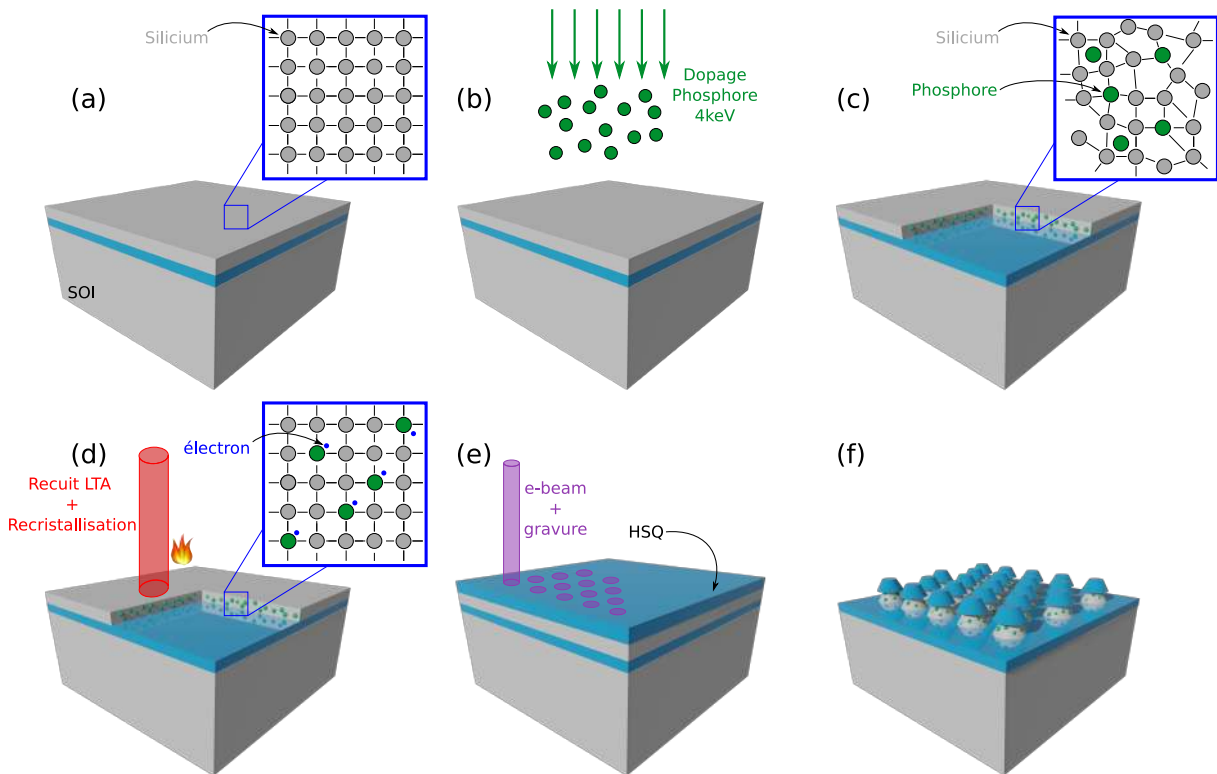 (a)
Silicium
SOI
(b)
Dopage
Phosphore
4keV
(c)
Silicium
Phosphore
(d)
Recuit LTA
+
Recristallisation
électron
(e)
e-beam
+
gravure
HSQ
(f)